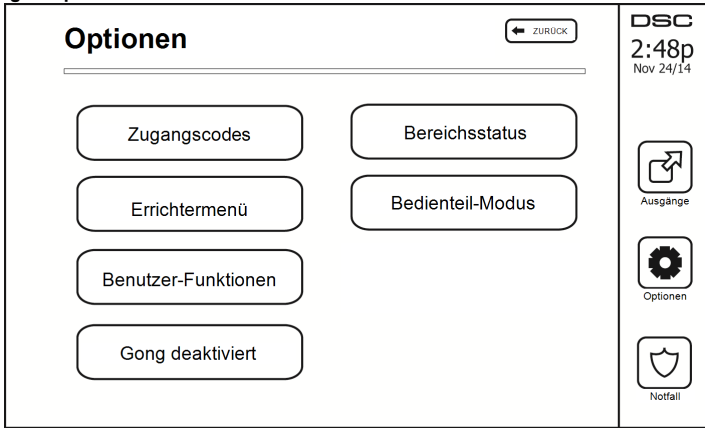 Optionen
ZURÜCK
Zugangscodes
Bereichsstatus
Errichtermenü
Bedienteil-Modus
Benutzer-Funktionen
Gong deaktiviert
DSC
2:48p
Nov 24/14
Ausgänge
Optionen
Notfall